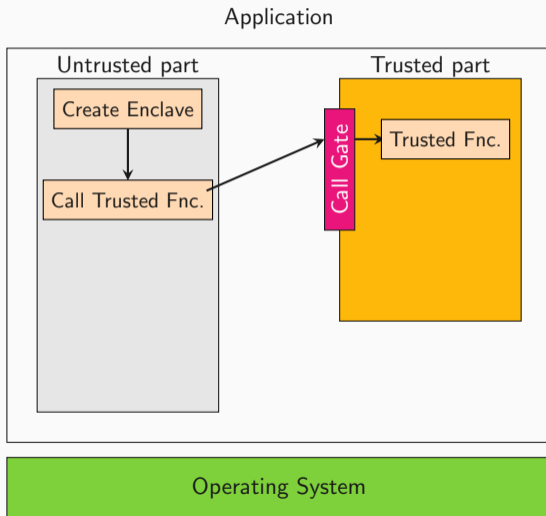 Application
Untrusted part
Trusted part
Create Enclave
Call Trusted Fnc.
Call Gate
Trusted Fnc.
Operating System